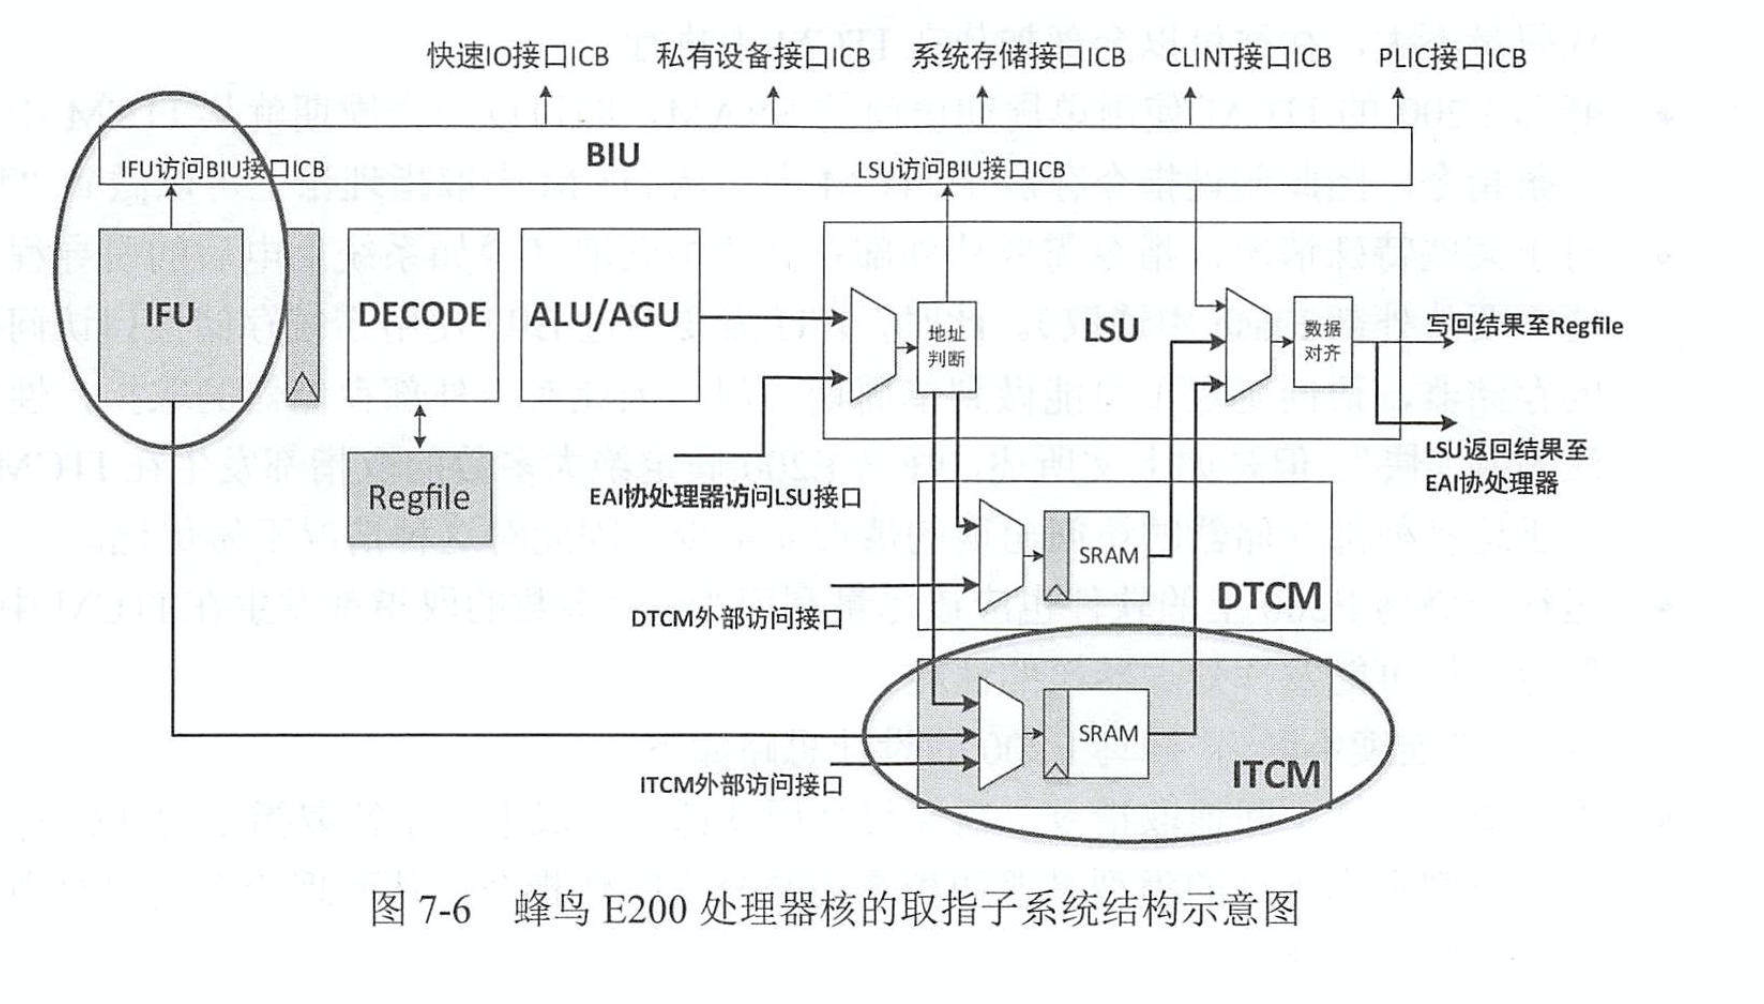 快速IO接口ICB
私有设备接口ICB
系统存储接口ICB
CLINT接口ICB
PLIC接口ICB
IFU访问BIU接口ICB
BIU
LSU访问BIU接口ICB
IFU
DECODE
ALU/AGU
地址
判断
LSU
数据
对齐
写回结果至Regfile
LSU返回结果至
EAI协处理器
Regfile
EAI协处理器访问LSU接口
SRAM
DTCM
DTCM外部访问接口
SRAM
ITCM
ITCM外部访问接口
图 7-6 蜂鸟 E200 处理器核的取指子系统结构示意图